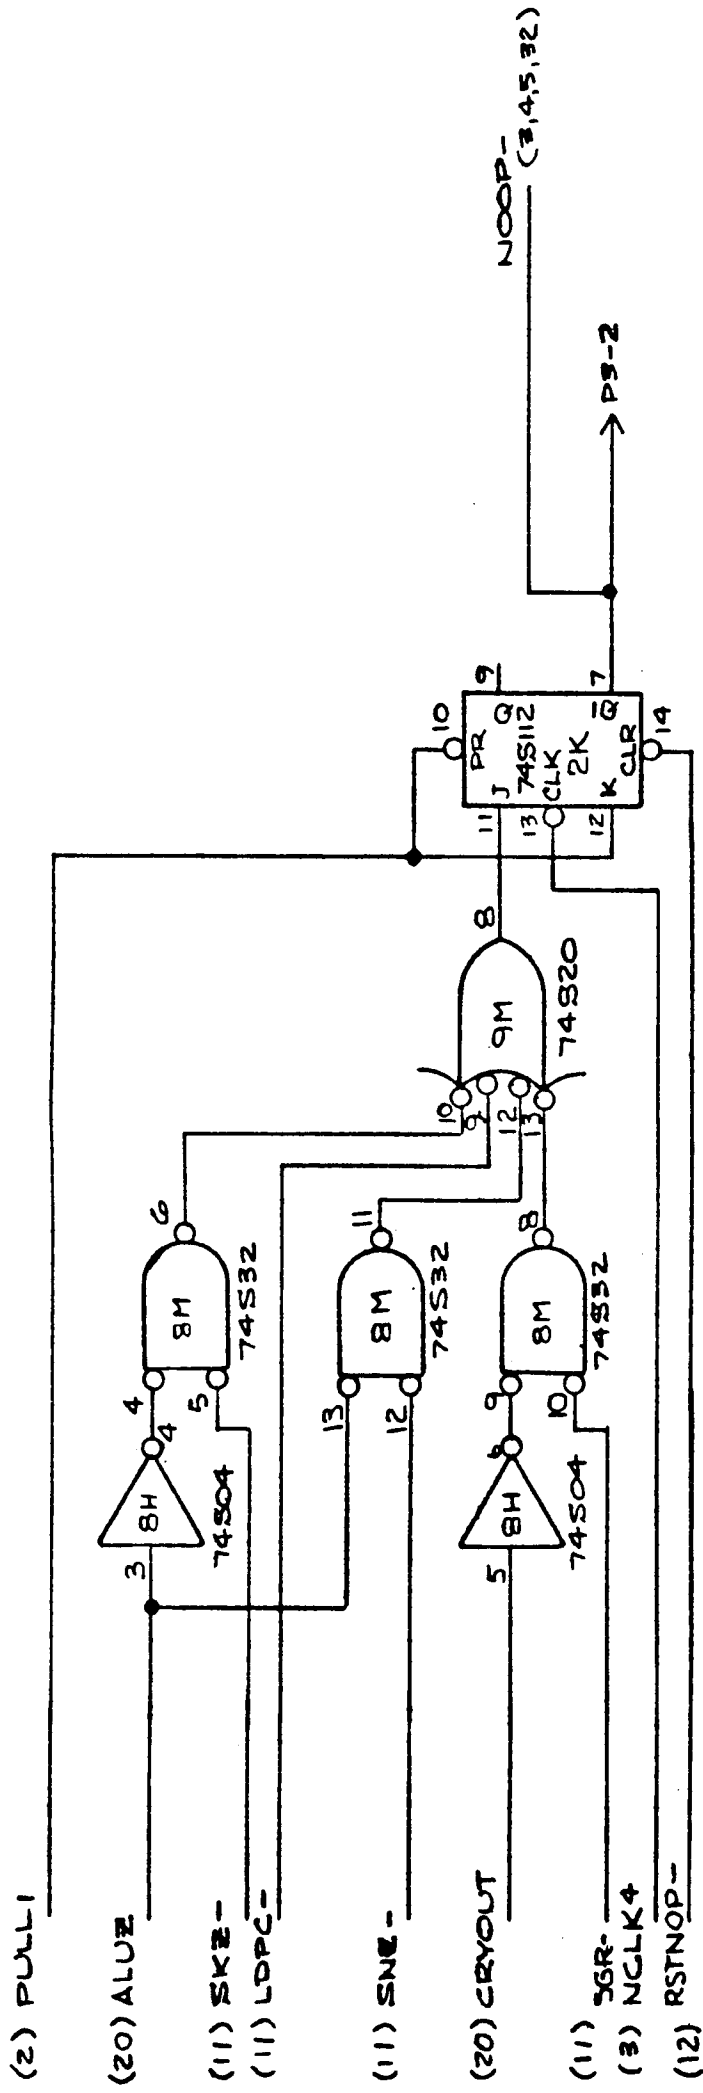 (2) PULL1
(20) ALUZ
(11) SKZ-
(11) LDPC-
(11) SNZ-
(20) CRYOUT
(11) SGR-
(3) NCLK4
(12) RSTNOP-
3
8H
4
74S04
4
5
8M
6
74S32
13
12
8M
11
74S32
5
8H
6
74S04
9
10
8M
8
74S32
10
9
12
13
9M
8
74S20
10
PR
11
J
Q
9
74S112
13
CLK
2K
12
K
Q̅
7
CLR
14
NOOP-
(3,4,5,32)
P3-2